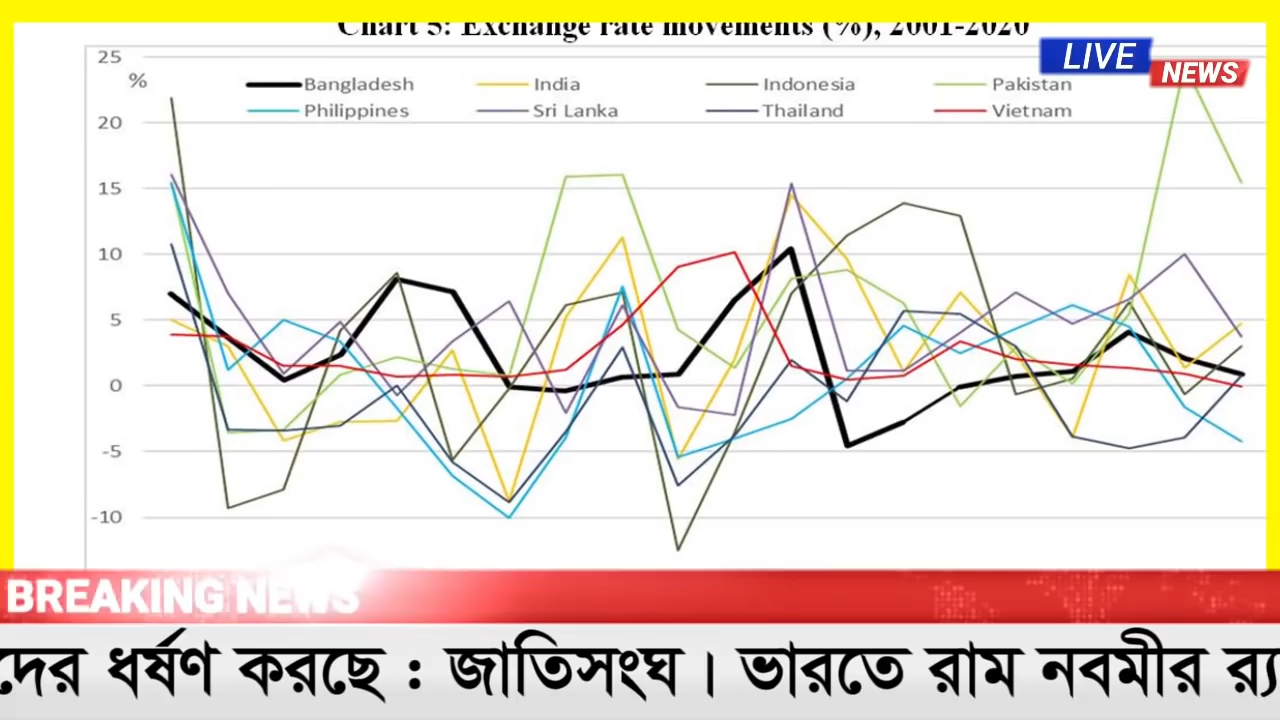 Chart 5: Exchange rate movements (%), 2001-2020
LIVE
NEWS
25
%
Bangladesh India Indonesia Pakistan
Philippines Sri Lanka Thailand Vietnam
20
15
10
5
0
-5
-10
BREAKING NEWS
দের ধর্ষণ করছে : জাতিসংঘ । ভারতে রাম নবমীর